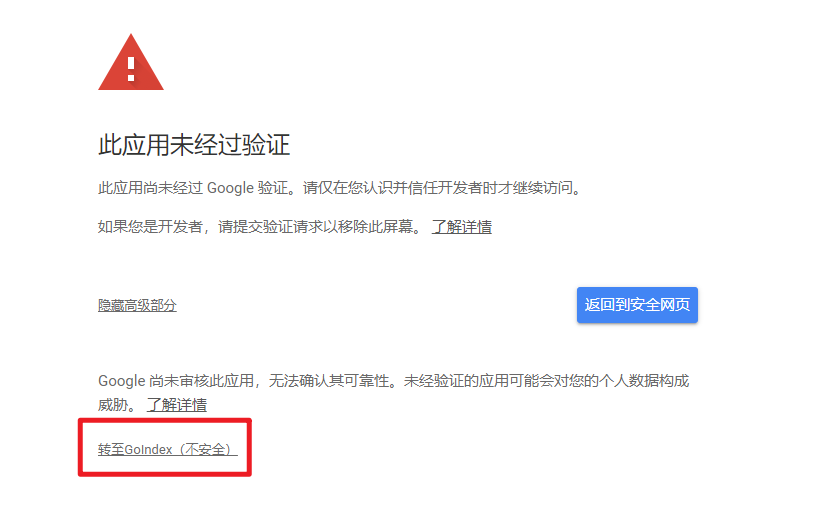 此应用未经过验证
此应用尚未经过 Google 验证。请仅在您认识并信任开发者时才继续访问。
如果您是开发者，请提交验证请求以移除此屏幕。 了解详情
隐藏高级部分
返回到安全网页
Google 尚未审核此应用，无法确认其可靠性。未经验证的应用可能会对您的个人数据构成
威胁。 了解详情
转至GoIndex（不安全）